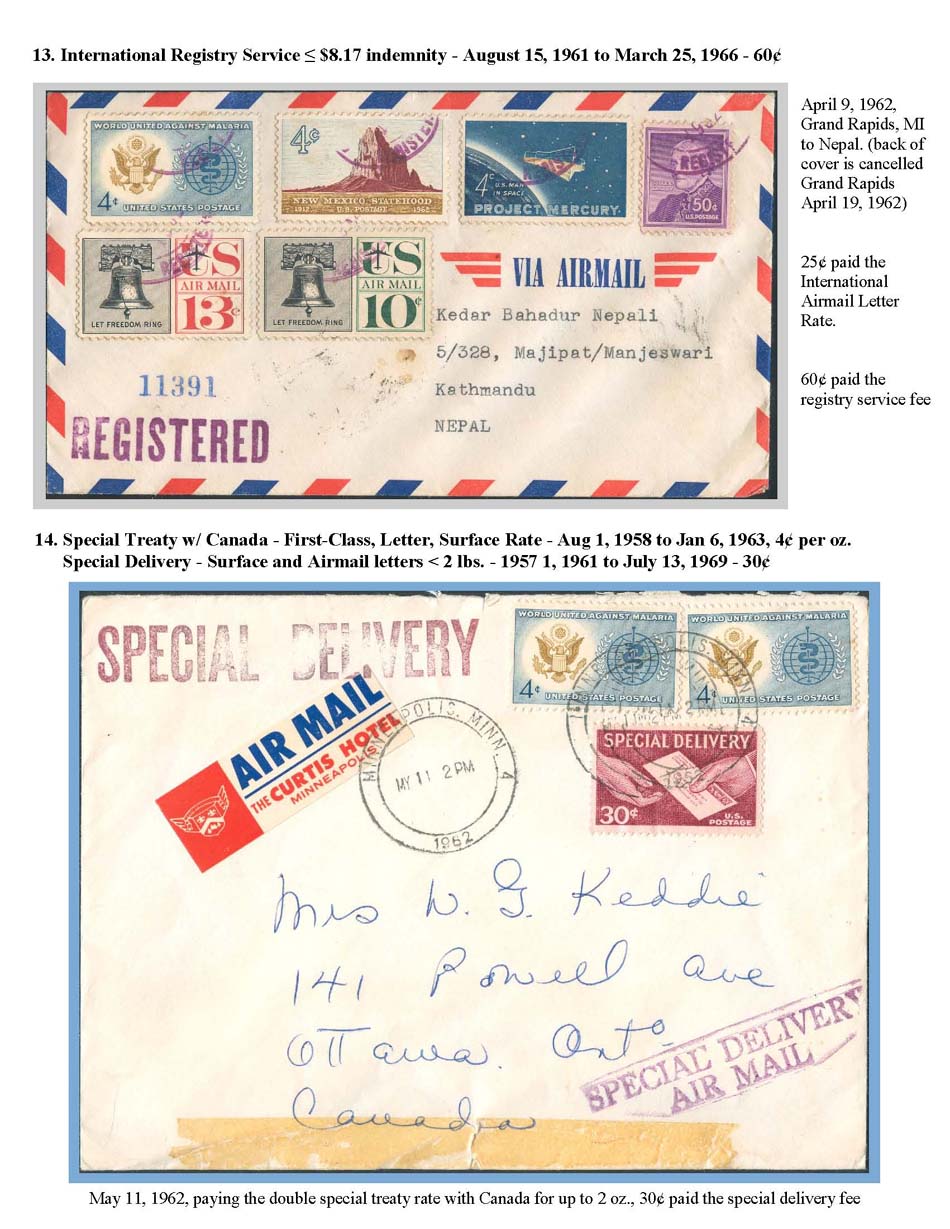 13. International Registry Service ≤ $8.17 indemnity - August 15, 1961 to March 25, 1966 - 60¢
April 9, 1962,
Grand Rapids, MI
to Nepal. (back of
cover is cancelled
Grand Rapids
April 19, 1962)
25¢ paid the
International
Airmail Letter
Rate.
60¢ paid the
registry service fee
WORLD UNITED AGAINST MALARIA
4¢
UNITED STATES POSTAGE
4¢
NEW MEXICO STATEHOOD
1912 U.S. POSTAGE 1962
4¢ U.S. MAN
IN SPACE
PROJECT MERCURY
50¢
U.S. POSTAGE
LET FREEDOM RING
US
AIR MAIL
13¢
LET FREEDOM RING
US
AIR MAIL
10¢
VIA AIRMAIL
Kedar Bahadur Nepali
5/328, Majipat/Manjeswari
Kathmandu
NEPAL
11391
REGISTERED
14. Special Treaty w/ Canada - First-Class, Letter, Surface Rate - Aug 1, 1958 to Jan 6, 1963, 4¢ per oz.
Special Delivery - Surface and Airmail letters < 2 lbs. - 1957 1, 1961 to July 13, 1969 - 30¢
SPECIAL DELIVERY
WORLD UNITED AGAINST MALARIA
4¢
UNITED STATES POSTAGE
WORLD UNITED AGAINST MALARIA
4¢
UNITED STATES POSTAGE
SPECIAL DELIVERY
30¢
U.S.
POSTAGE
AIR MAIL
THE CURTIS HOTEL
MINNEAPOLIS
MINNEAPOLIS, MINN. 4
MY 11 2 PM
1962
Mrs W. G. Keddie
141 Powell Ave
Ottawa. Onto
Canada
SPECIAL DELIVERY
AIR MAIL
May 11, 1962, paying the double special treaty rate with Canada for up to 2 oz., 30¢ paid the special delivery fee